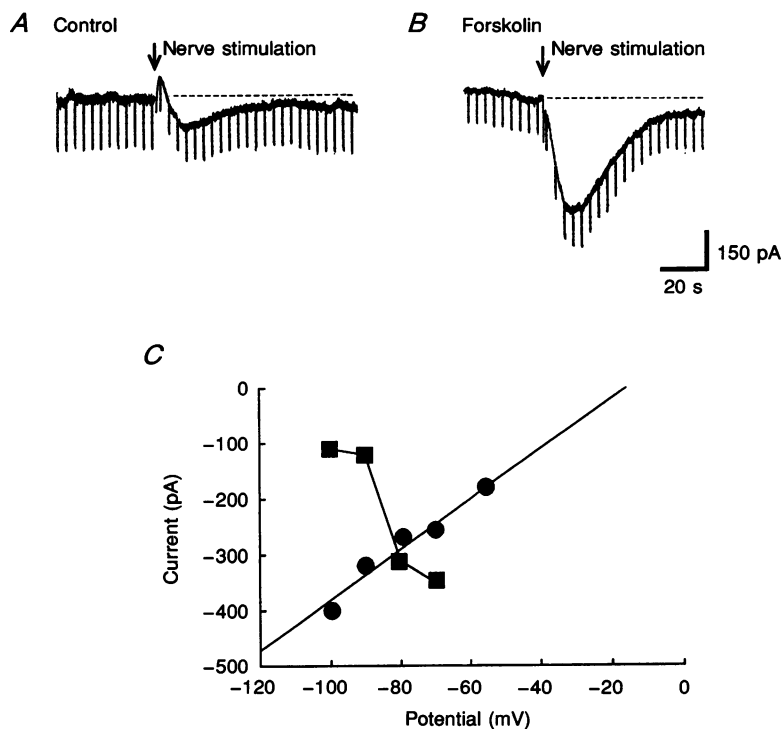 A Control
Nerve stimulation
B Forskolin
Nerve stimulation
150 pA
20 s
C
0
−100
−200
−300
−400
−500
Current (pA)
−120 −100 −80 −60 −40 −20 0
Potential (mV)